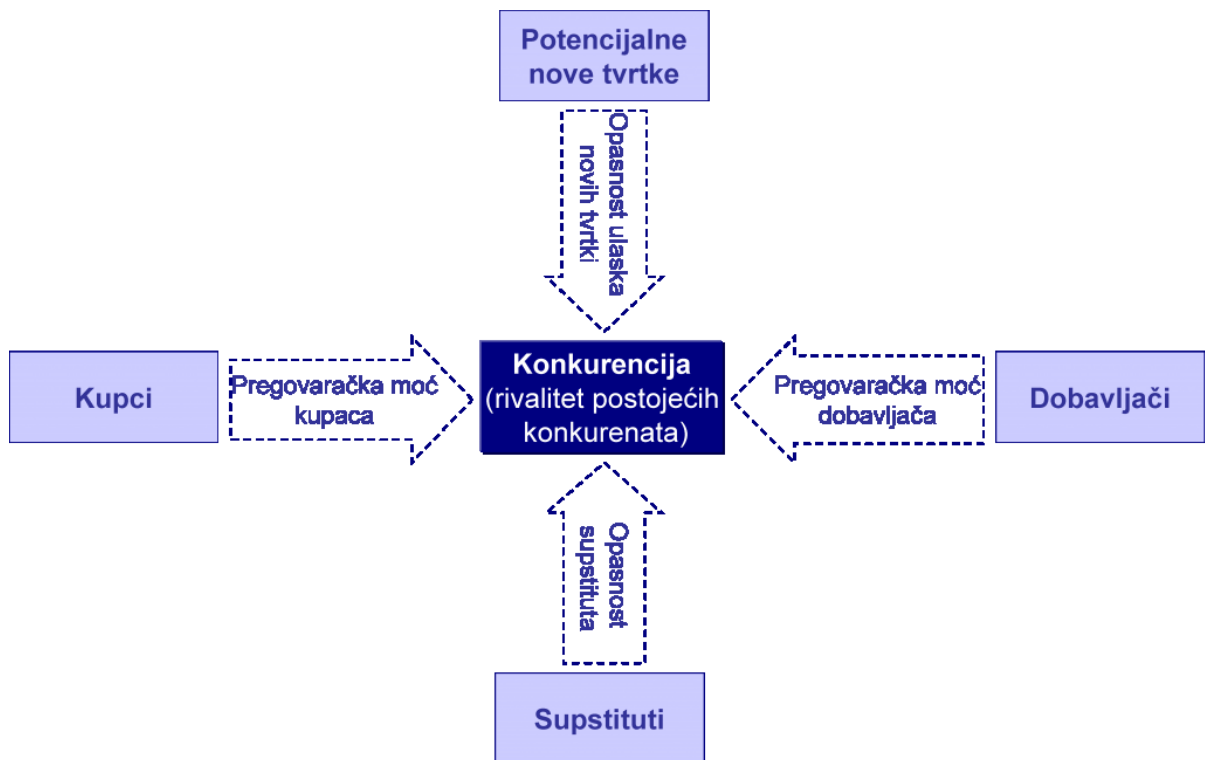 Potencijalne
nove tvrtke
Opasnost ulaska
novih tvrtki
Kupci
Pregovaračka moć
kupaca
Konkurencija
(rivalitet postojećih
konkurenata)
Pregovaračka moć
dobavljača
Dobavljači
Opasnost
supstituta
Supstituti